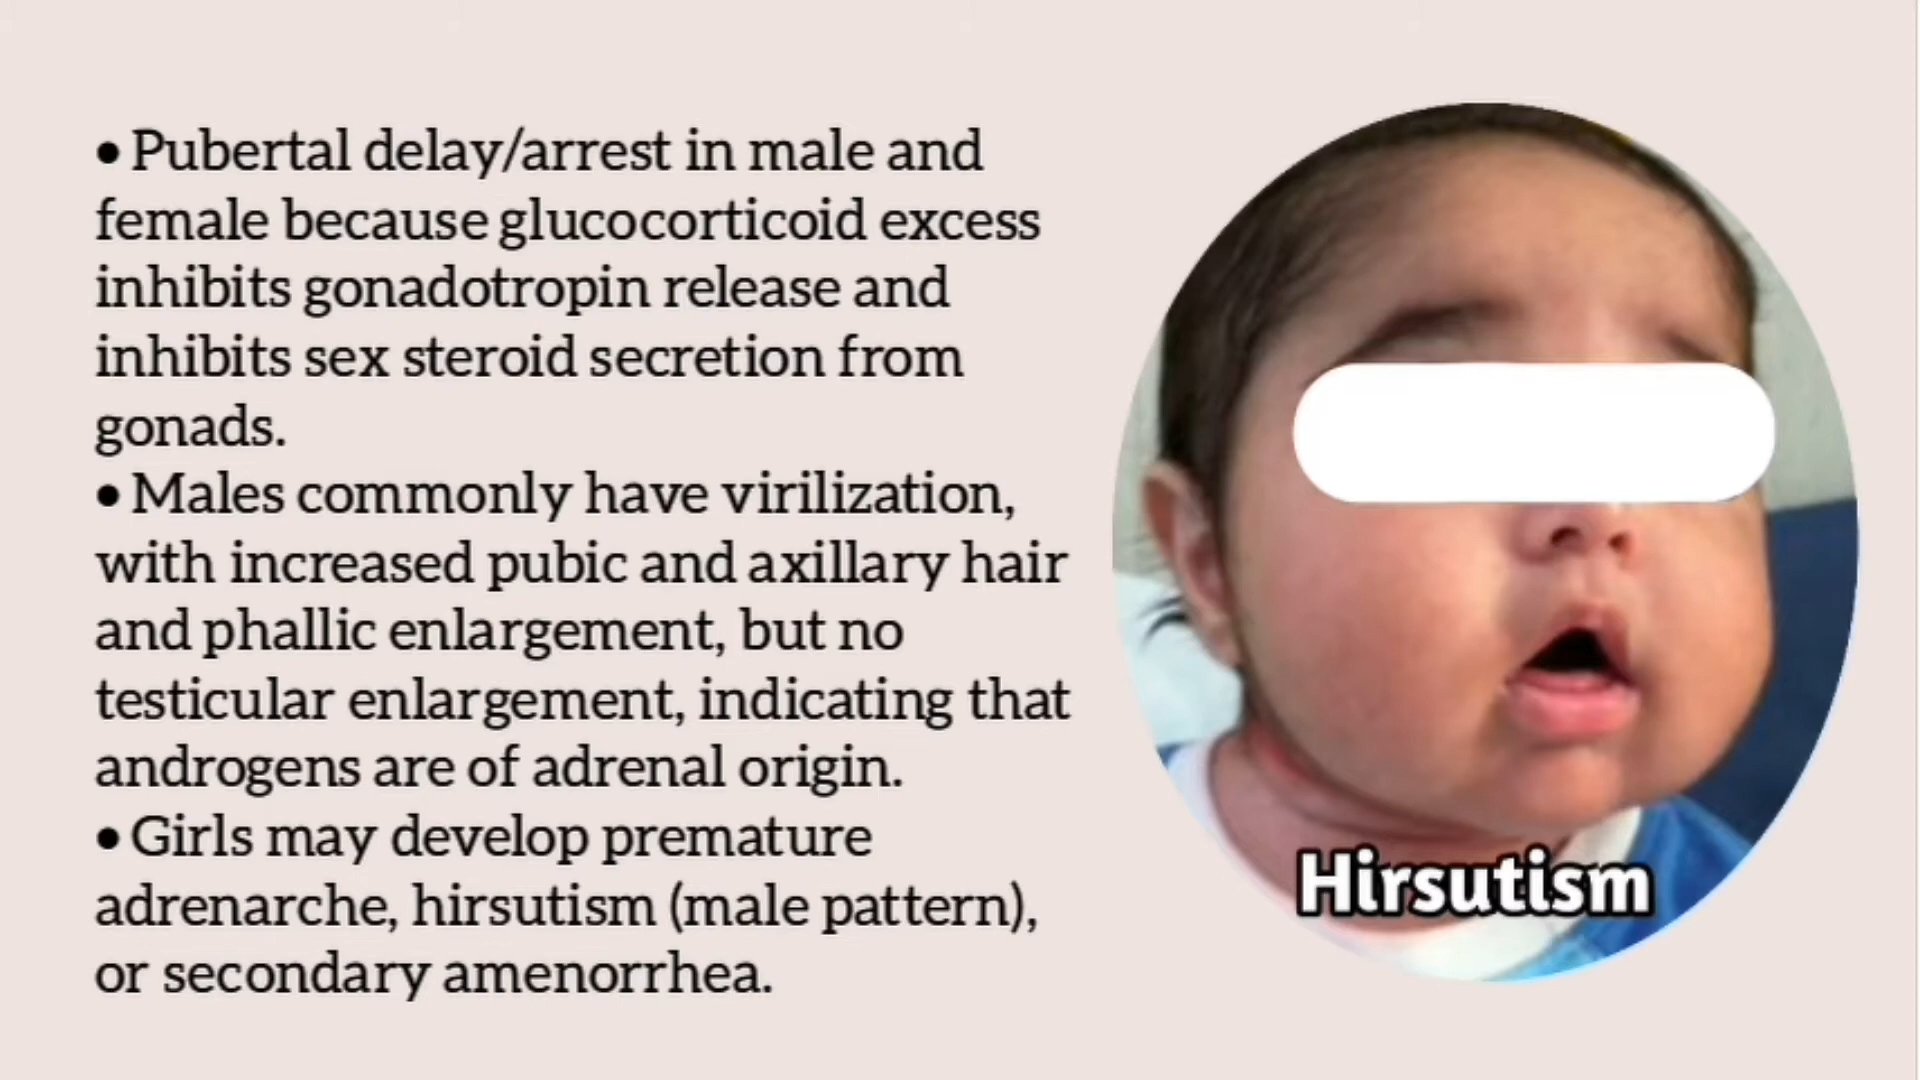 • Pubertal delay/arrest in male and
female because glucocorticoid excess
inhibits gonadotropin release and
inhibits sex steroid secretion from
gonads.
• Males commonly have virilization,
with increased pubic and axillary hair
and phallic enlargement, but no
testicular enlargement, indicating that
androgens are of adrenal origin.
• Girls may develop premature
adrenarche, hirsutism (male pattern),
or secondary amenorrhea.
Hirsutism